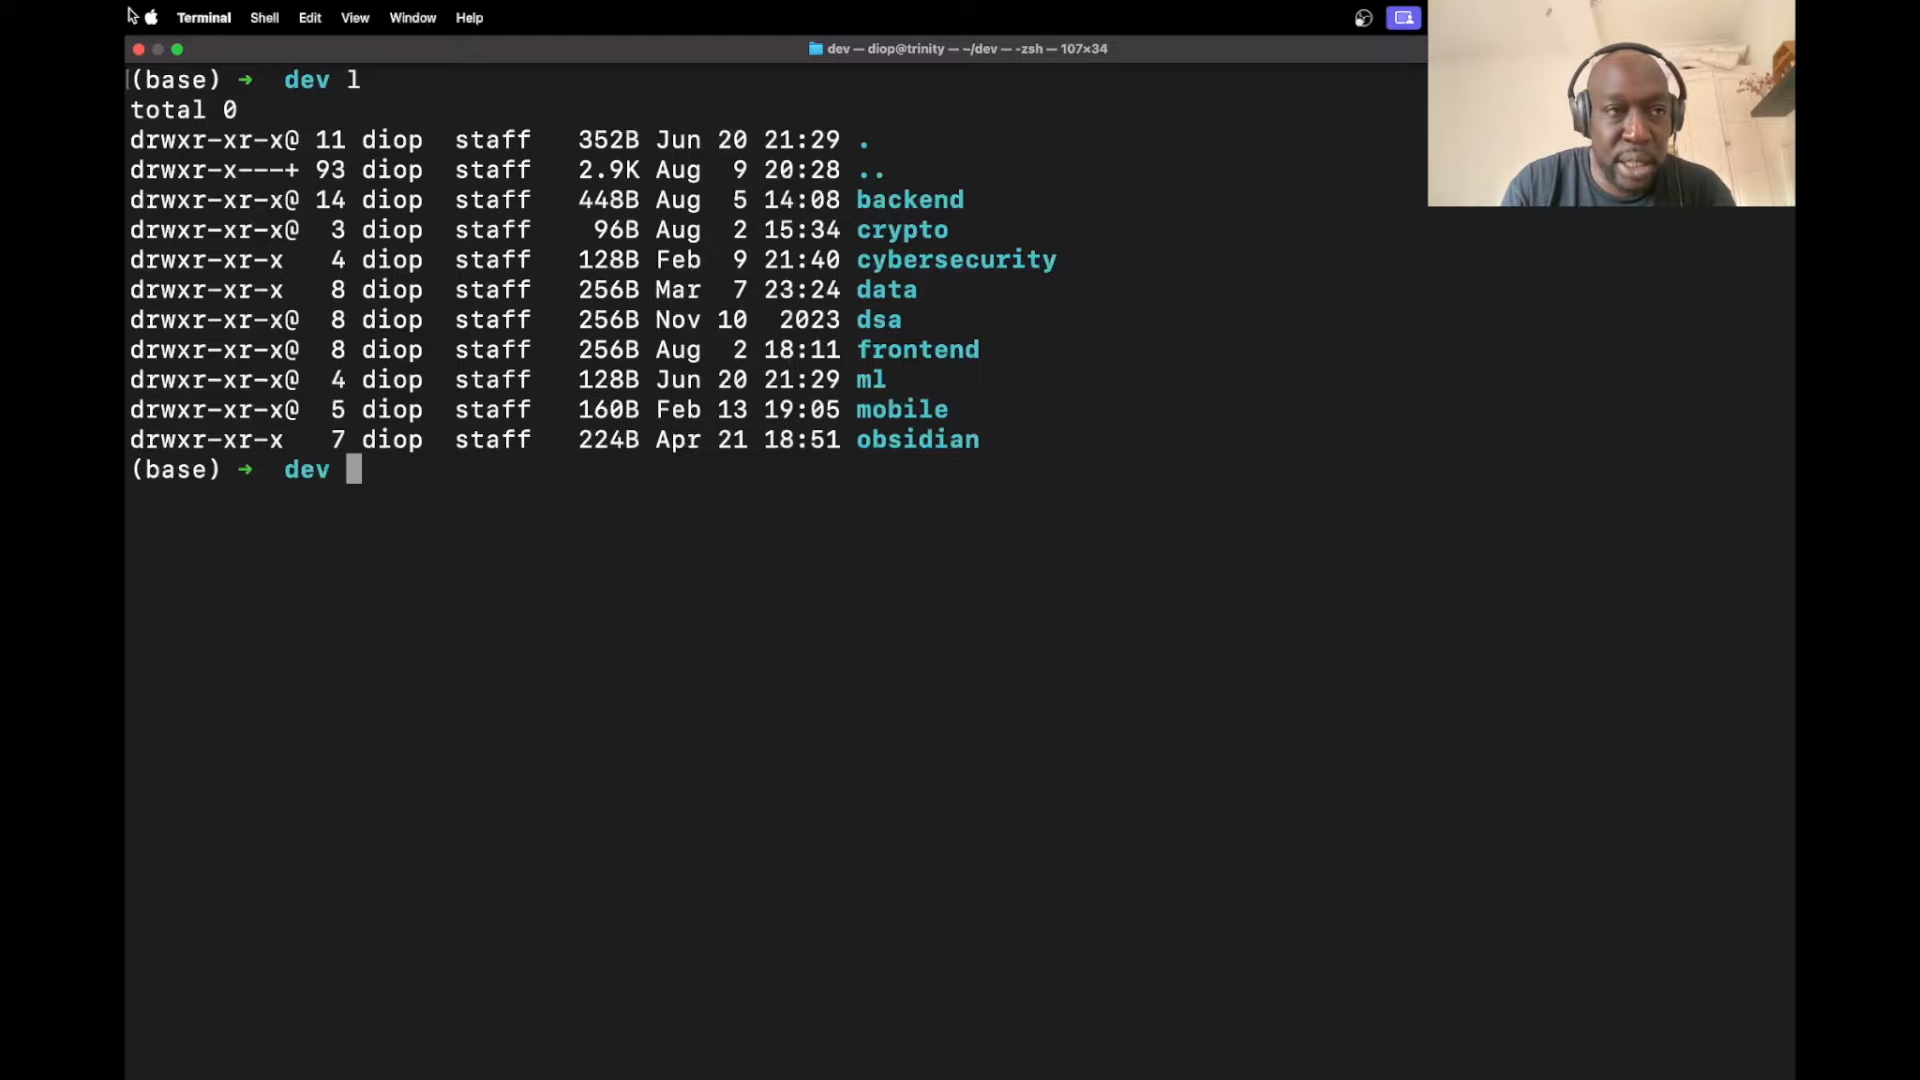 Terminal Shell Edit View Window Help
dev — diop@trinity — ~/dev — -zsh — 107×34
(base) ➜ dev l
total 0
drwxr-xr-x@ 11 diop staff 352B Jun 20 21:29 .
drwxr-x---+ 93 diop staff 2.9K Aug 9 20:28 ..
drwxr-xr-x@ 14 diop staff 448B Aug 5 14:08 backend
drwxr-xr-x@ 3 diop staff 96B Aug 2 15:34 crypto
drwxr-xr-x 4 diop staff 128B Feb 9 21:40 cybersecurity
drwxr-xr-x 8 diop staff 256B Mar 7 23:24 data
drwxr-xr-x@ 8 diop staff 256B Nov 10 2023 dsa
drwxr-xr-x@ 8 diop staff 256B Aug 2 18:11 frontend
drwxr-xr-x@ 4 diop staff 128B Jun 20 21:29 ml
drwxr-xr-x@ 5 diop staff 160B Feb 13 19:05 mobile
drwxr-xr-x 7 diop staff 224B Apr 21 18:51 obsidian
(base) ➜ dev